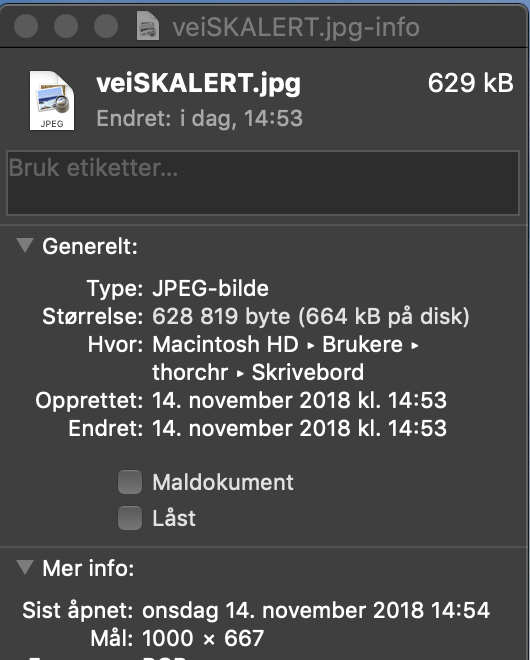 veiSKALERT.jpg-info
veiSKALERT.jpg 629 kB
Endret: i dag, 14:53
JPEG
Bruk etiketter...
Generelt:
Type: JPEG-bilde
Størrelse: 628 819 byte (664 kB på disk)
Hvor: Macintosh HD ▸ Brukere ▸
thorchr ▸ Skrivebord
Opprettet: 14. november 2018 kl. 14:53
Endret: 14. november 2018 kl. 14:53
Maldokument
Låst
Mer info:
Sist åpnet: onsdag 14. november 2018 14:54
Mål: 1000 × 667